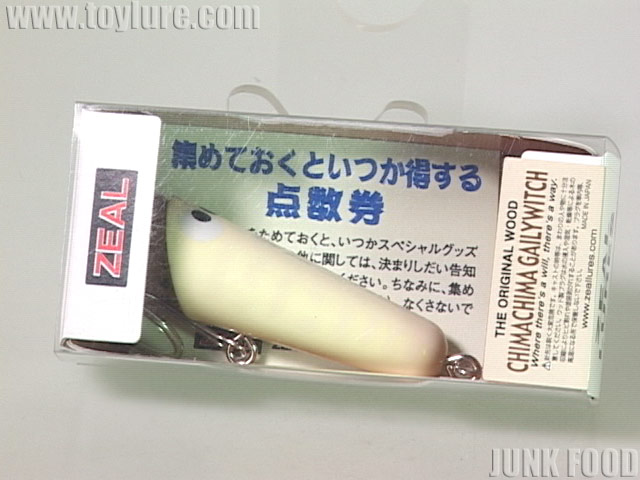 www.toylure.com
ZEAL
集めておくといつか得する
点数券
ためておくと、いつかスペシャルグッズ
他に関しては、決まりしだい告知
ください。ちなみに、集め
なくさないで
THE ORIGINAL WOOD
CHIMACHIMA GAILYWITCH
Where there's a will, there's a way.
MADE IN JAPAN
www.zeallures.com
JUNK FOOD